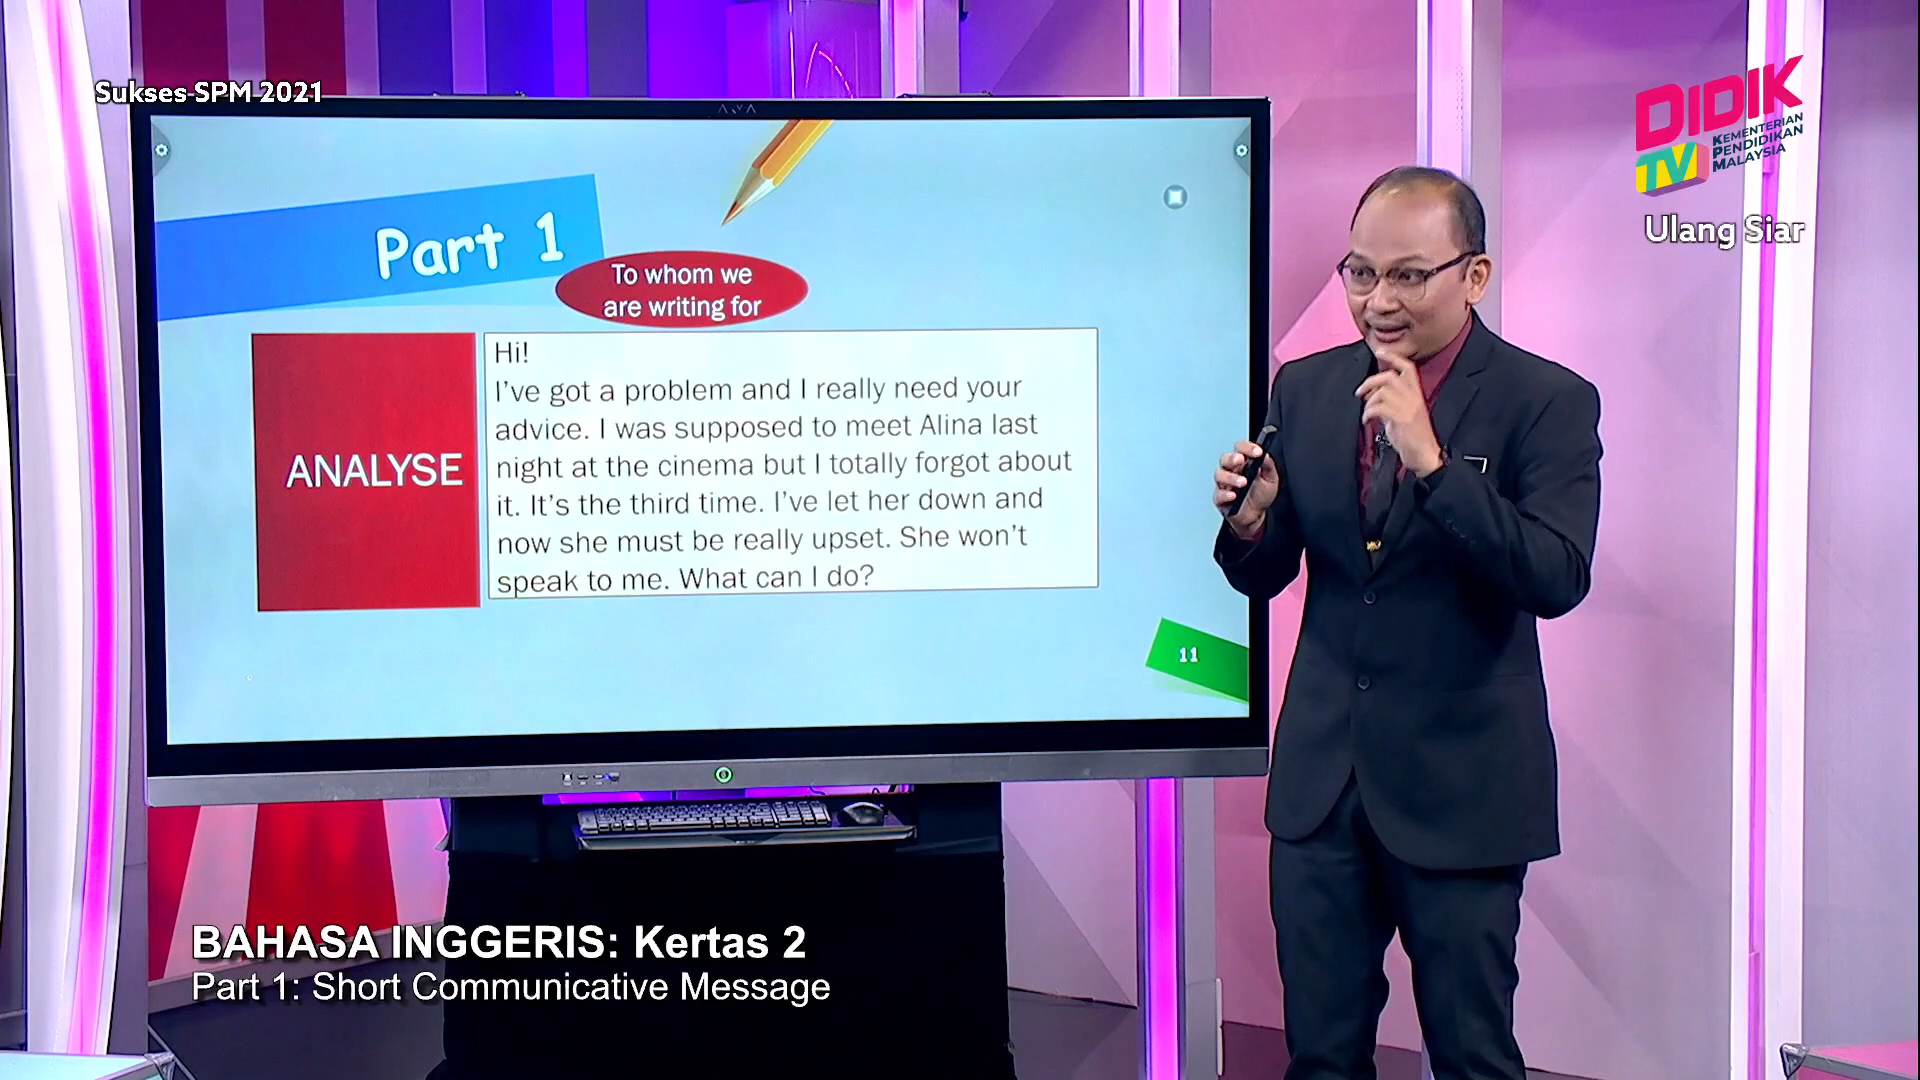 Sukses SPM 2021
DIDIK
TV
KEMENTERIAN
PENDIDIKAN
MALAYSIA
Ulang Siar
Part 1
To whom we
are writing for
ANALYSE
Hi!
I've got a problem and I really need your
advice. I was supposed to meet Alina last
night at the cinema but I totally forgot about
it. It's the third time. I've let her down and
now she must be really upset. She won't
speak to me. What can I do?
11
BAHASA INGGERIS: Kertas 2
Part 1: Short Communicative Message